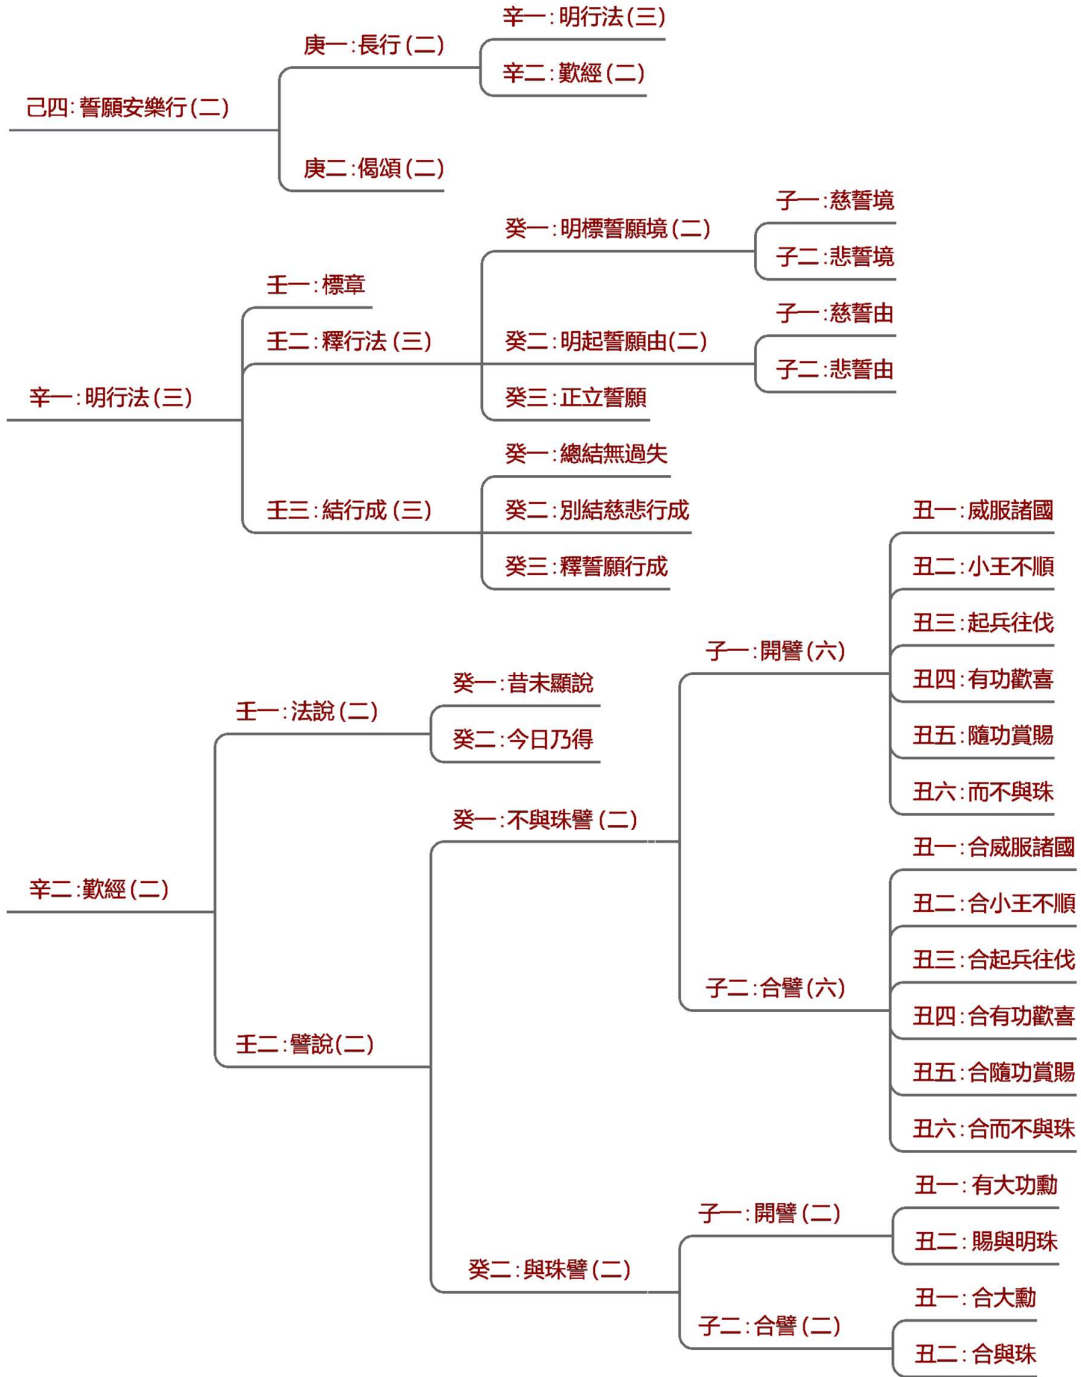 己四:誓願安樂行(二)
庚一:長行(二)
辛一:明行法(三)
辛二:歎經(二)
庚二:偈頌(二)
辛一:明行法(三)
壬一:標章
壬二:釋行法(三)
癸一:明標誓願境(二)
子一:慈誓境
子二:悲誓境
癸二:明起誓願由(二)
子一:慈誓由
子二:悲誓由
癸三:正立誓願
壬三:結行成(三)
癸一:總結無過失
癸二:別結慈悲行成
癸三:釋誓願行成
辛二:歎經(二)
壬一:法說(二)
癸一:昔未顯說
癸二:今日乃得
壬二:譬說(二)
癸一:不與珠譬(二)
子一:開譬(六)
丑一:威服諸國
丑二:小王不順
丑三:起兵往伐
丑四:有功歡喜
丑五:隨功賞賜
丑六:而不與珠
子二:合譬(六)
丑一:合威服諸國
丑二:合小王不順
丑三:合起兵往伐
丑四:合有功歡喜
丑五:合隨功賞賜
丑六:合而不與珠
癸二:與珠譬(二)
子一:開譬(二)
丑一:有大功勳
丑二:賜與明珠
子二:合譬(二)
丑一:合大勳
丑二:合與珠